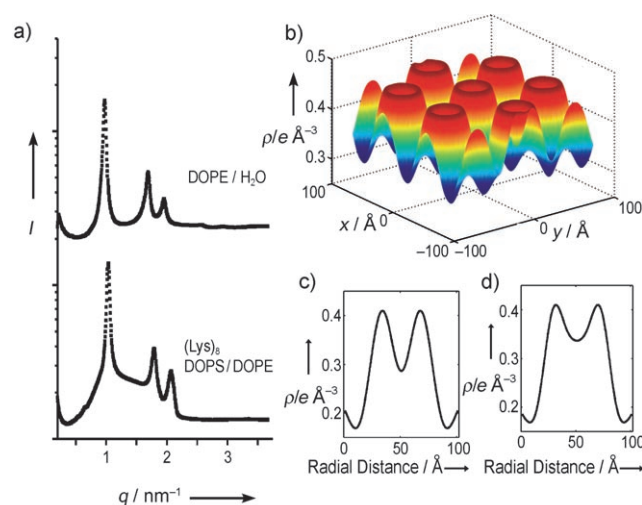 a)
I
DOPE / H₂O
(Lys)₈
DOPS/DOPE
1
2
3
q / nm⁻¹
b)
0.5
0.4
0.3
ρ/e Å⁻³
100
0
−100
x / Å
−100
0
100
y / Å
c)
0.4
0.3
0.2
ρ/e Å⁻³
0
50
100
Radial Distance / Å
d)
0.4
0.3
0.2
ρ/e Å⁻³
0
50
100
Radial Distance / Å